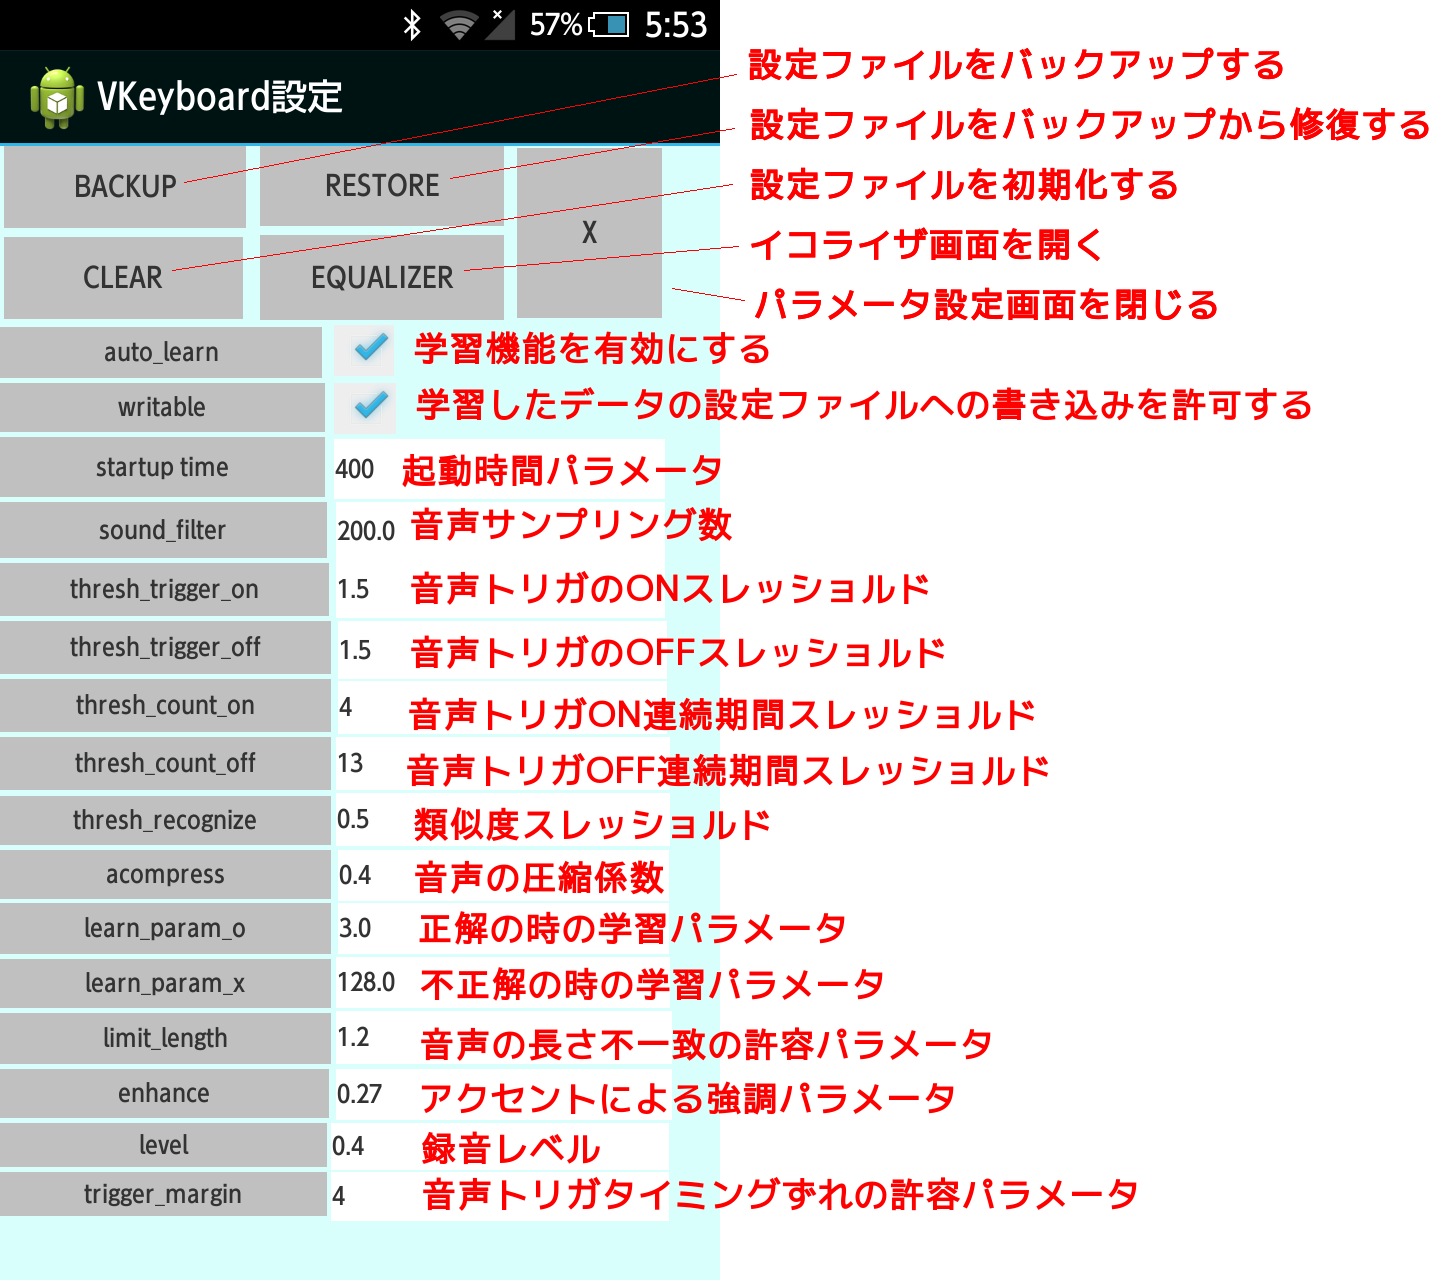 57% 5:53
VKeyboard設定
設定ファイルをバックアップする
設定ファイルをバックアップから修復する
BACKUP RESTORE X
設定ファイルを初期化する
イコライザ画面を開く
CLEAR EQUALIZER
パラメータ設定画面を閉じる
auto_learn 学習機能を有効にする
writable 学習したデータの設定ファイルへの書き込みを許可する
startup time 400 起動時間パラメータ
sound_filter 200.0 音声サンプリング数
thresh_trigger_on 1.5 音声トリガのONスレッショルド
thresh_trigger_off 1.5 音声トリガのOFFスレッショルド
thresh_count_on 4 音声トリガON連続期間スレッショルド
thresh_count_off 13 音声トリガOFF連続期間スレッショルド
thresh_recognize 0.5 類似度スレッショルド
acompress 0.4 音声の圧縮係数
learn_param_o 3.0 正解の時の学習パラメータ
learn_param_x 128.0 不正解の時の学習パラメータ
limit_length 1.2 音声の長さ不一致の許容パラメータ
enhance 0.27 アクセントによる強調パラメータ
level 0.4 録音レベル
trigger_margin 4 音声トリガタイミングずれの許容パラメータ